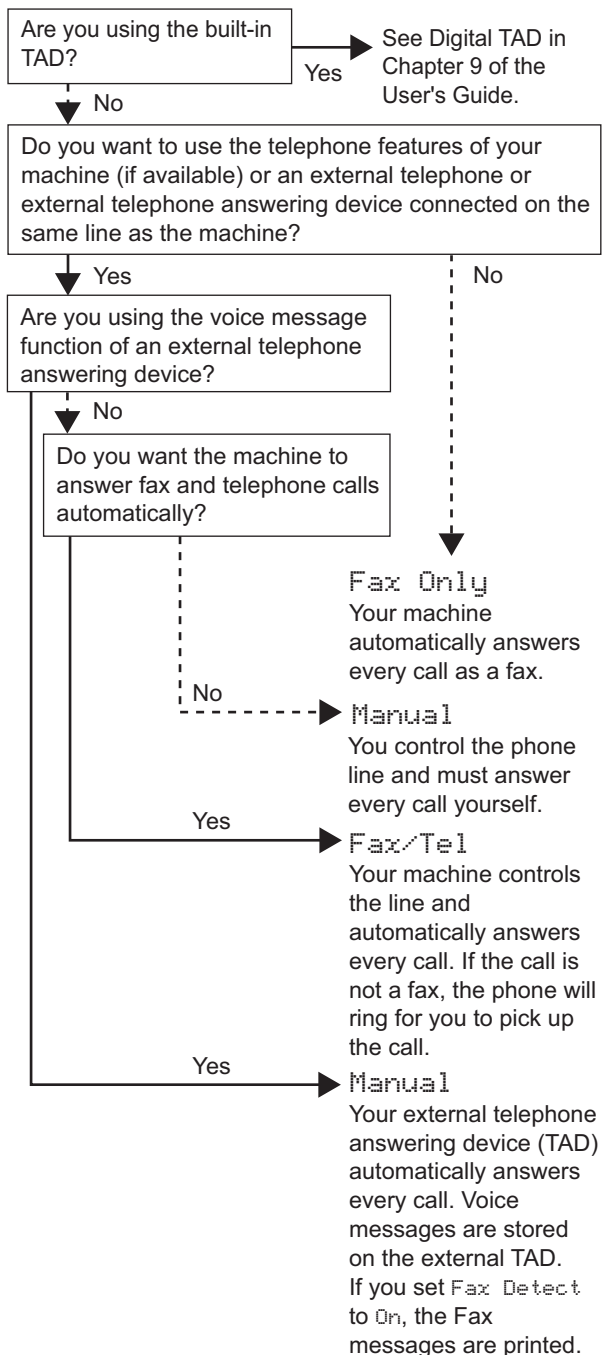 Are you using the built-in
TAD?
Yes
See Digital TAD in
Chapter 9 of the
User's Guide.
No
Do you want to use the telephone features of your
machine (if available) or an external telephone or
external telephone answering device connected on the
same line as the machine?
Yes
No
Are you using the voice message
function of an external telephone
answering device?
No
Do you want the machine to
answer fax and telephone calls
automatically?
Fax Only
Your machine
automatically answers
every call as a fax.
No
Manual
You control the phone
line and must answer
every call yourself.
Yes
Fax/Tel
Your machine controls
the line and
automatically answers
every call. If the call is
not a fax, the phone will
ring for you to pick up
the call.
Yes
Manual
Your external telephone
answering device (TAD)
automatically answers
every call. Voice
messages are stored
on the external TAD.
If you set Fax Detect
to On, the Fax
messages are printed.